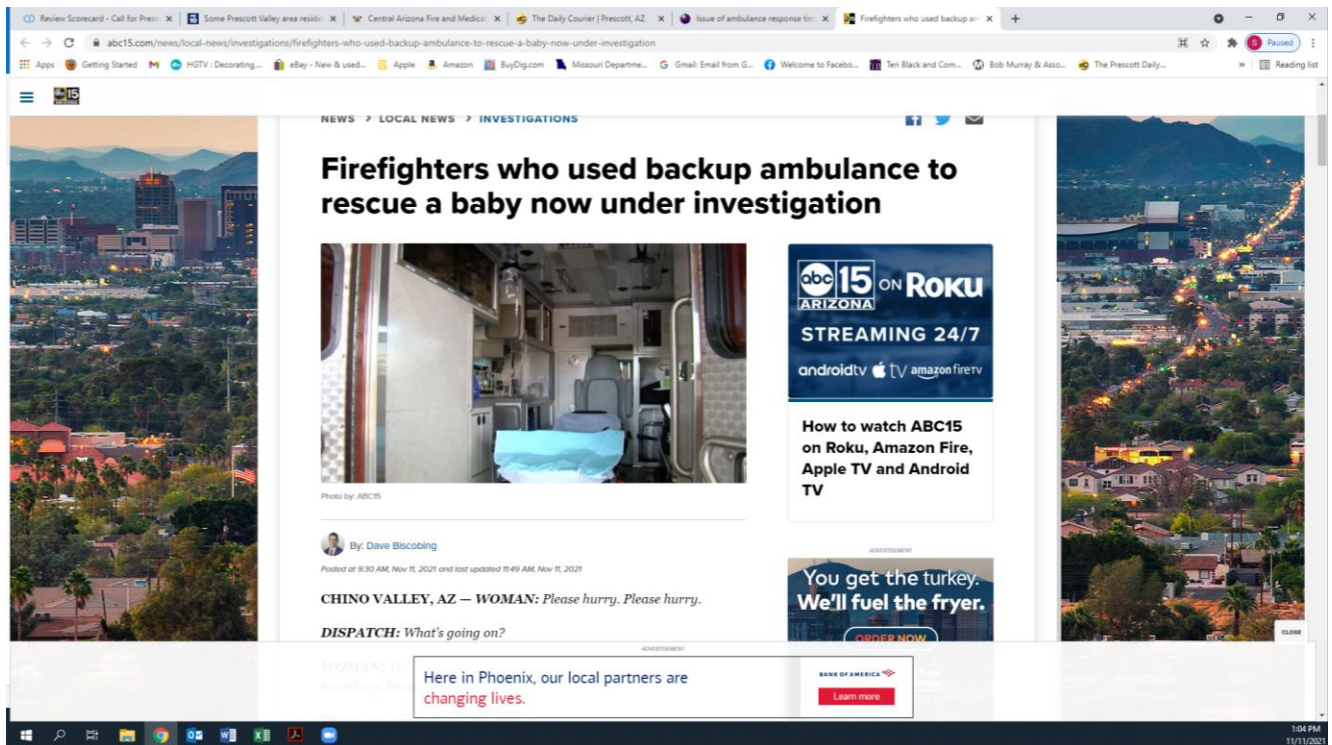 Review Scorecard - Call for Prese
Some Prescott Valley area residen
Central Arizona Fire and Medical
The Daily Courier | Prescott, AZ
Issue of ambulance response tim
Firefighters who used backup am
abc15.com/news/local-news/investigations/firefighters-who-used-backup-ambulance-to-rescue-a-baby-now-under-investigation
S Paused
Apps
Getting Started
HGTV : Decorating...
eBay - New & used...
Apple
Amazon
BuyDig.com
Missouri Departme...
Gmail: Email from G...
Welcome to Facebo...
Teri Black and Com...
Bob Murray & Asso...
The Prescott Daily...
»
Reading list
15
ARIZONA
NEWS > LOCAL NEWS > INVESTIGATIONS
Firefighters who used backup ambulance to
rescue a baby now under investigation
Photo by: ABC15
By: Dave Biscobing
Posted at 9:30 AM, Nov 11, 2021 and last updated 11:49 AM, Nov 11, 2021
CHINO VALLEY, AZ — WOMAN: Please hurry. Please hurry.
DISPATCH: What's going on?
abc 15 ON ROKU
ARIZONA
STREAMING 24/7
androidtv tv amazon fireTV
How to watch ABC15
on Roku, Amazon Fire,
Apple TV and Android
TV
ADVERTISEMENT
You get the turkey.
We'll fuel the fryer.
ORDER NOW
CLOSE
ADVERTISEMENT
Here in Phoenix, our local partners are
changing lives.
BANK OF AMERICA
Learn more
1:04 PM
11/11/2021